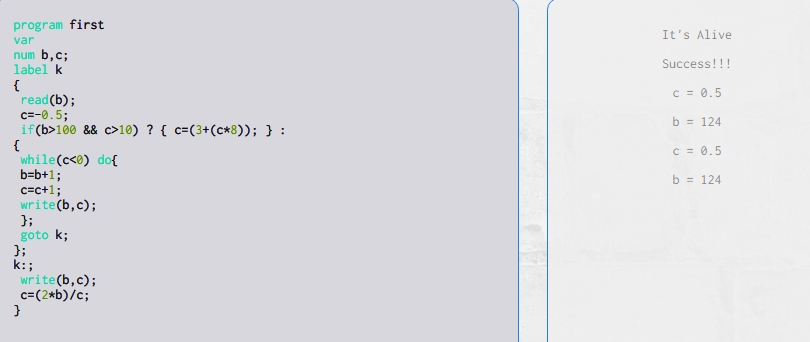 program first
var
num b,c;
label k
{
read(b);
c=-0.5;
if(b>100 && c>10) ? { c=(3+(c*8)); } :
{
while(c<0) do{
b=b+1;
c=c+1;
write(b,c);
};
goto k;
};
k:;
write(b,c);
c=(2*b)/c;
}
It's Alive
Success!!!
c = 0.5
b = 124
c = 0.5
b = 124